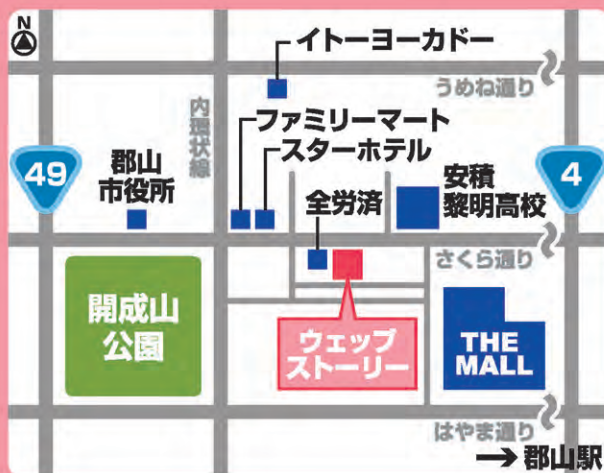 N
イトーヨーカドー
うめね通り
内環状線
ファミリーマート
スターホテル
49
郡山
市役所
全労済
安積
黎明高校
4
さくら通り
開成山
公園
ウェッブ
ストーリー
THE
MALL
はやま通り
→ 郡山駅